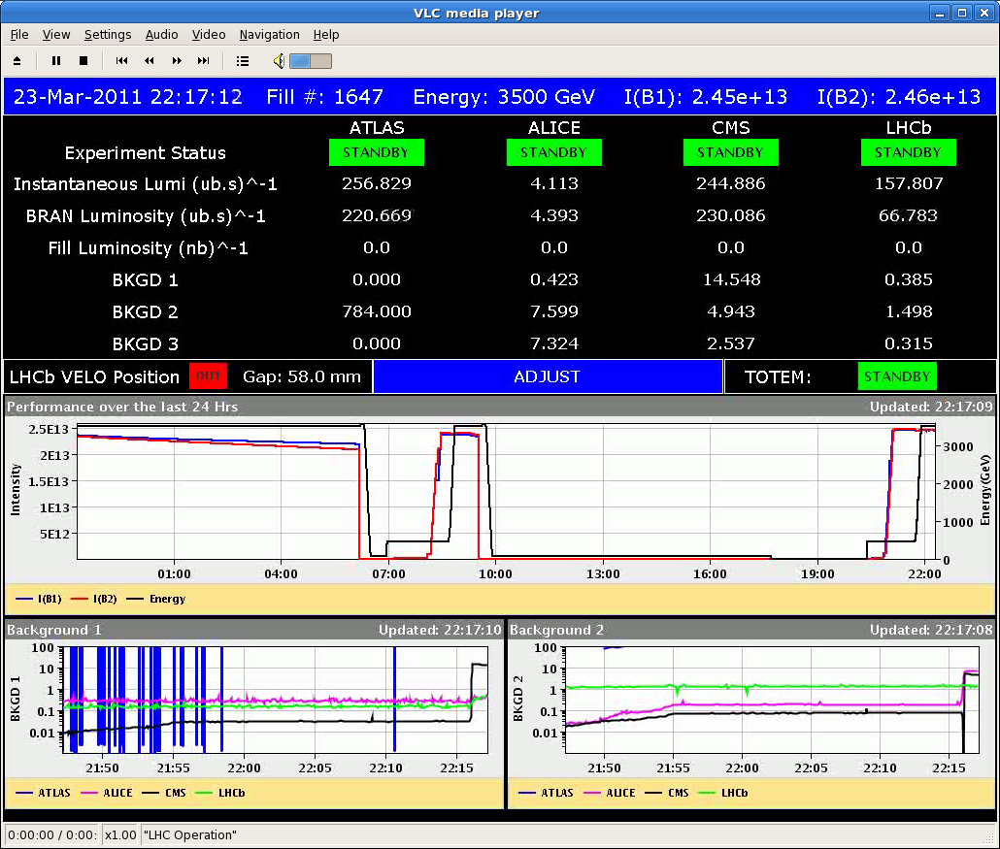 VLC media player
File View Settings Audio Video Navigation Help
23-Mar-2011 22:17:12 Fill #: 1647 Energy: 3500 GeV I(B1): 2.45e+13 I(B2): 2.46e+13
ATLAS ALICE CMS LHCb
Experiment Status STANDBY STANDBY STANDBY STANDBY
Instantaneous Lumi (ub.s)^-1 256.829 4.113 244.886 157.807
BRAN Luminosity (ub.s)^-1 220.669 4.393 230.086 66.783
Fill Luminosity (nb)^-1 0.0 0.0 0.0 0.0
BKGD 1 0.000 0.423 14.548 0.385
BKGD 2 784.000 7.599 4.943 1.498
BKGD 3 0.000 7.324 2.537 0.315
LHCb VELO Position OUT Gap: 58.0 mm ADJUST TOTEM: STANDBY
Performance over the last 24 Hrs Updated: 22:17:09
Intensity
2.5E13
2E13
1.5E13
1E13
5E12
3000
2000
1000
0
Energy(GeV)
01:00 04:00 07:00 10:00 13:00 16:00 19:00 22:00
I(B1) I(B2) Energy
Background 1 Updated: 22:17:10
BKGD 1
100
10
1
0.1
0.01
21:50 21:55 22:00 22:05 22:10 22:15
ATLAS ALICE CMS LHCb
Background 2 Updated: 22:17:08
BKGD 2
100
10
1
0.1
0.01
21:50 21:55 22:00 22:05 22:10 22:15
ATLAS ALICE CMS LHCb
0:00:00 / 0:00: x1.00 "LHC Operation"